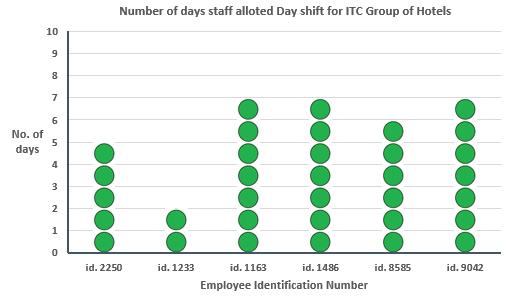 Number of days staff alloted Day shift for ITC Group of Hotels
10
9
8
7
6
5
4
3
2
1
0
No. of
days
id. 2250 id. 1233 id. 1163 id. 1486 id. 8585 id. 9042
Employee Identification Number